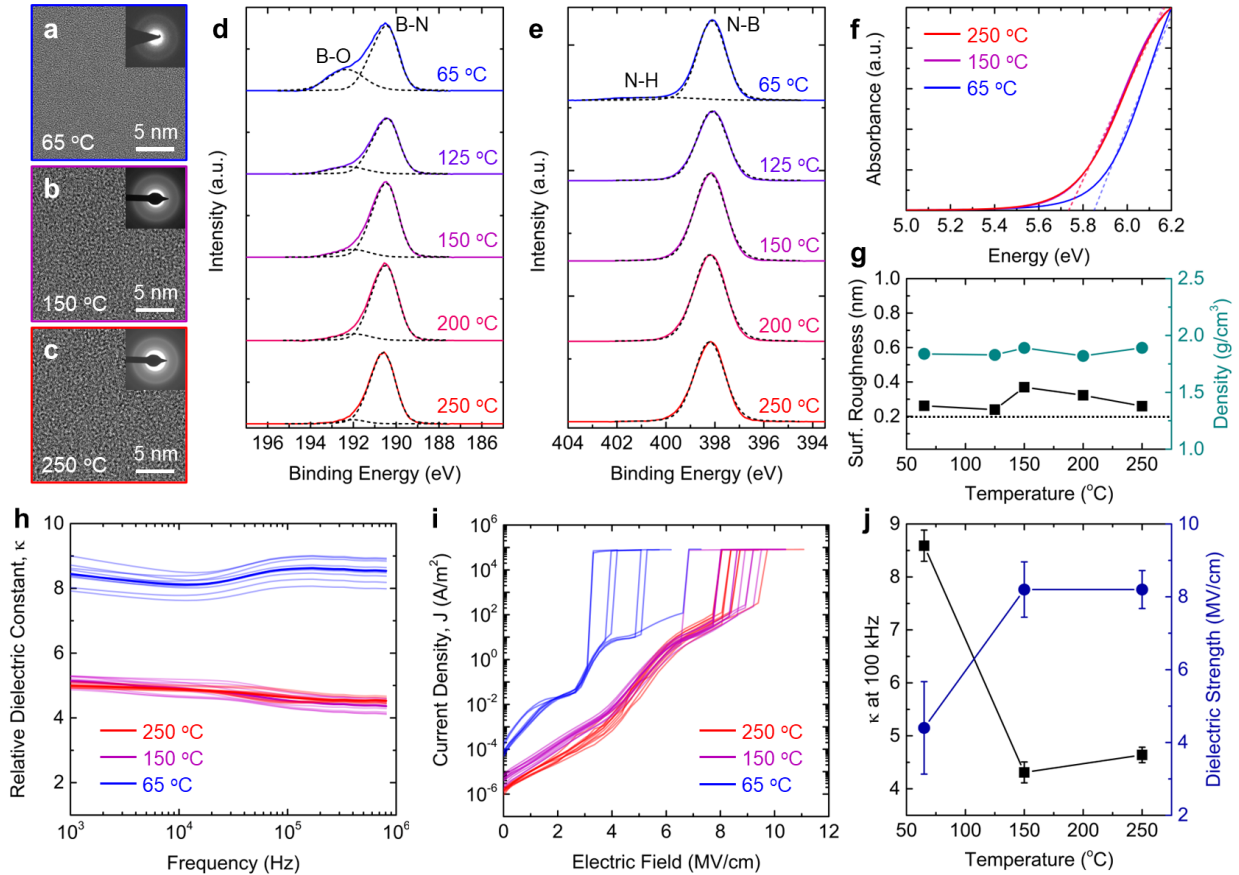 a
65 °C
5 nm
b
150 °C
5 nm
c
250 °C
5 nm
d
B-N
B-O
65 °C
125 °C
150 °C
200 °C
250 °C
Intensity (a.u.)
196 194 192 190 188 186
Binding Energy (eV)
e
N-B
N-H
65 °C
125 °C
150 °C
200 °C
250 °C
Intensity (a.u.)
404 402 400 398 396 394
Binding Energy (eV)
f
250 °C
150 °C
65 °C
Absorbance (a.u.)
5.0 5.2 5.4 5.6 5.8 6.0 6.2
Energy (eV)
g
Surf. Roughness (nm)
1.0
0.8
0.6
0.4
0.2
Density (g/cm³)
2.5
2.0
1.5
1.0
50 100 150 200 250
Temperature (°C)
h
Relative Dielectric Constant, κ
10
8
6
4
2
250 °C
150 °C
65 °C
10³ 10⁴ 10⁵ 10⁶
Frequency (Hz)
i
Current Density, J (A/m²)
10⁶
10⁴
10²
10⁰
10⁻²
10⁻⁴
10⁻⁶
10⁻⁸
250 °C
150 °C
65 °C
0 2 4 6 8 10 12
Electric Field (MV/cm)
j
κ at 100 kHz
9
8
7
6
5
4
Dielectric Strength (MV/cm)
10
8
6
4
2
50 100 150 200 250
Temperature (°C)